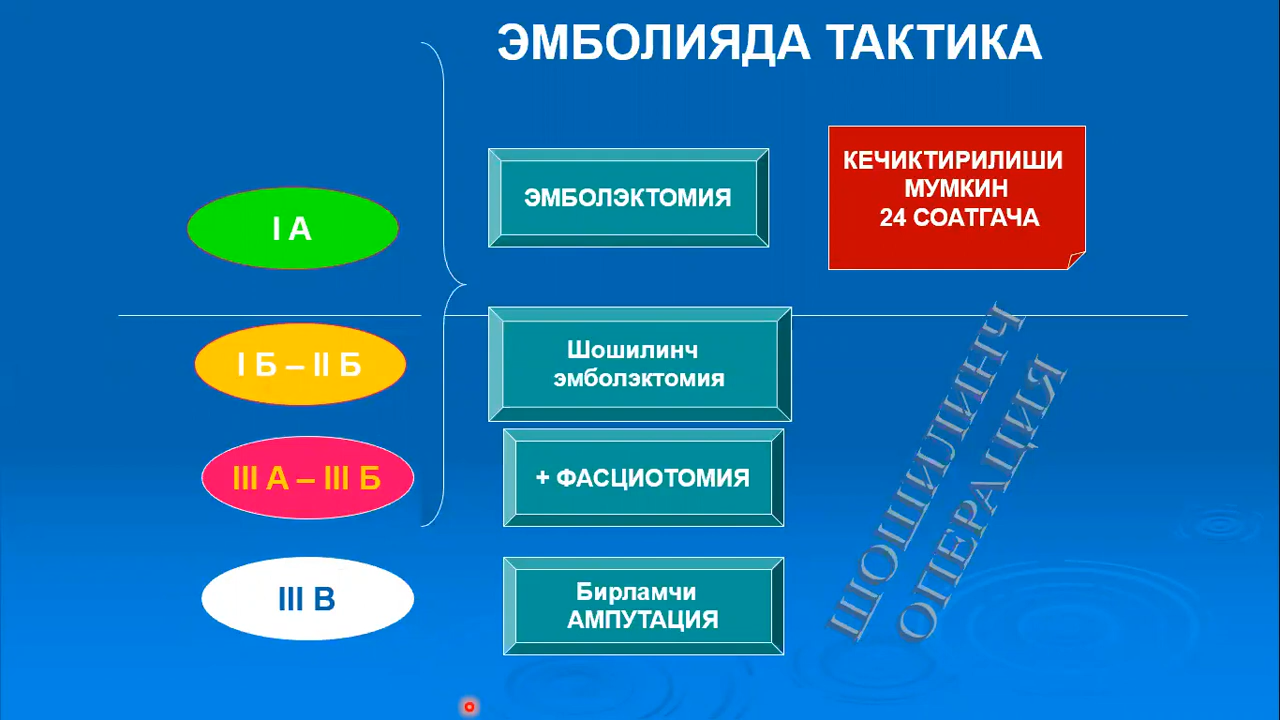 ЭМБОЛИЯДА ТАКТИКА
I А
ЭМБОЛЭКТОМИЯ
КЕЧИКТИРИЛИШИ
МУМКИН
24 СОАТГАЧА
I Б – II Б
Шошилинч
эмболэктомия
III А – III Б
+ ФАСЦИОТОМИЯ
III В
Бирламчи
АМПУТАЦИЯ
ШОШИЛИНЧ
ОПЕРАЦИЯ